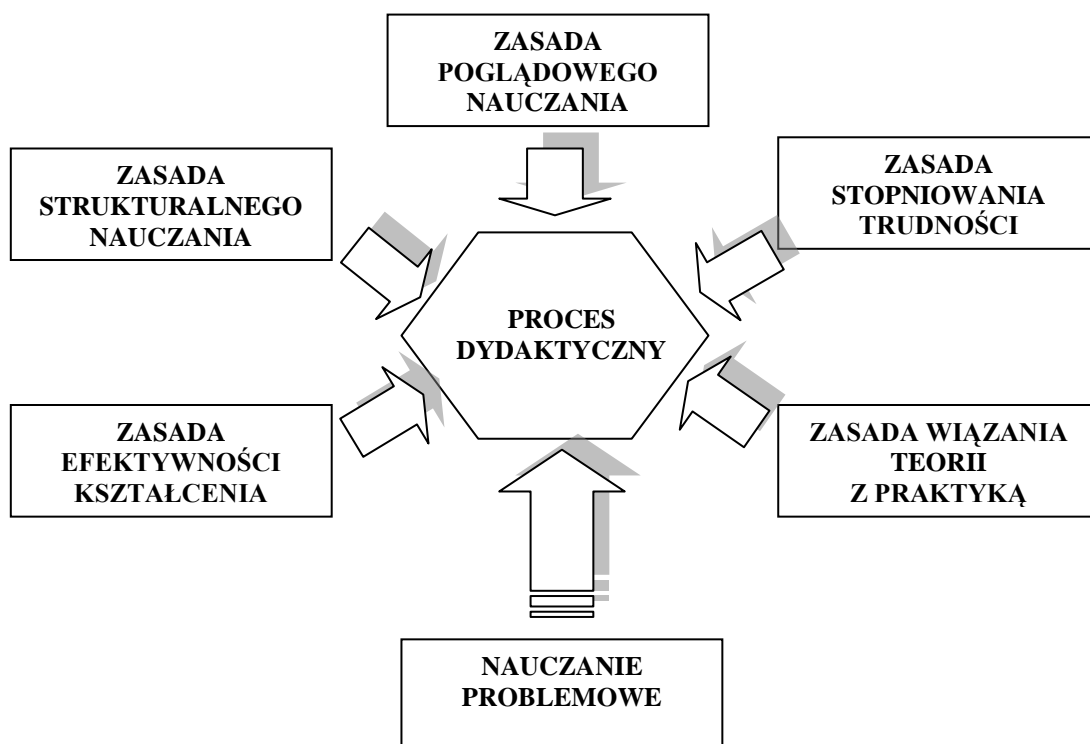 ZASADA
POGLĄDOWEGO
NAUCZANIA
ZASADA
STRUKTURALNEGO
NAUCZANIA
ZASADA
STOPNIOWANIA
TRUDNOŚCI
PROCES
DYDAKTYCZNY
ZASADA
EFEKTYWNOŚCI
KSZTAŁCENIA
ZASADA WIĄZANIA
TEORII
Z PRAKTYKĄ
NAUCZANIE
PROBLEMOWE